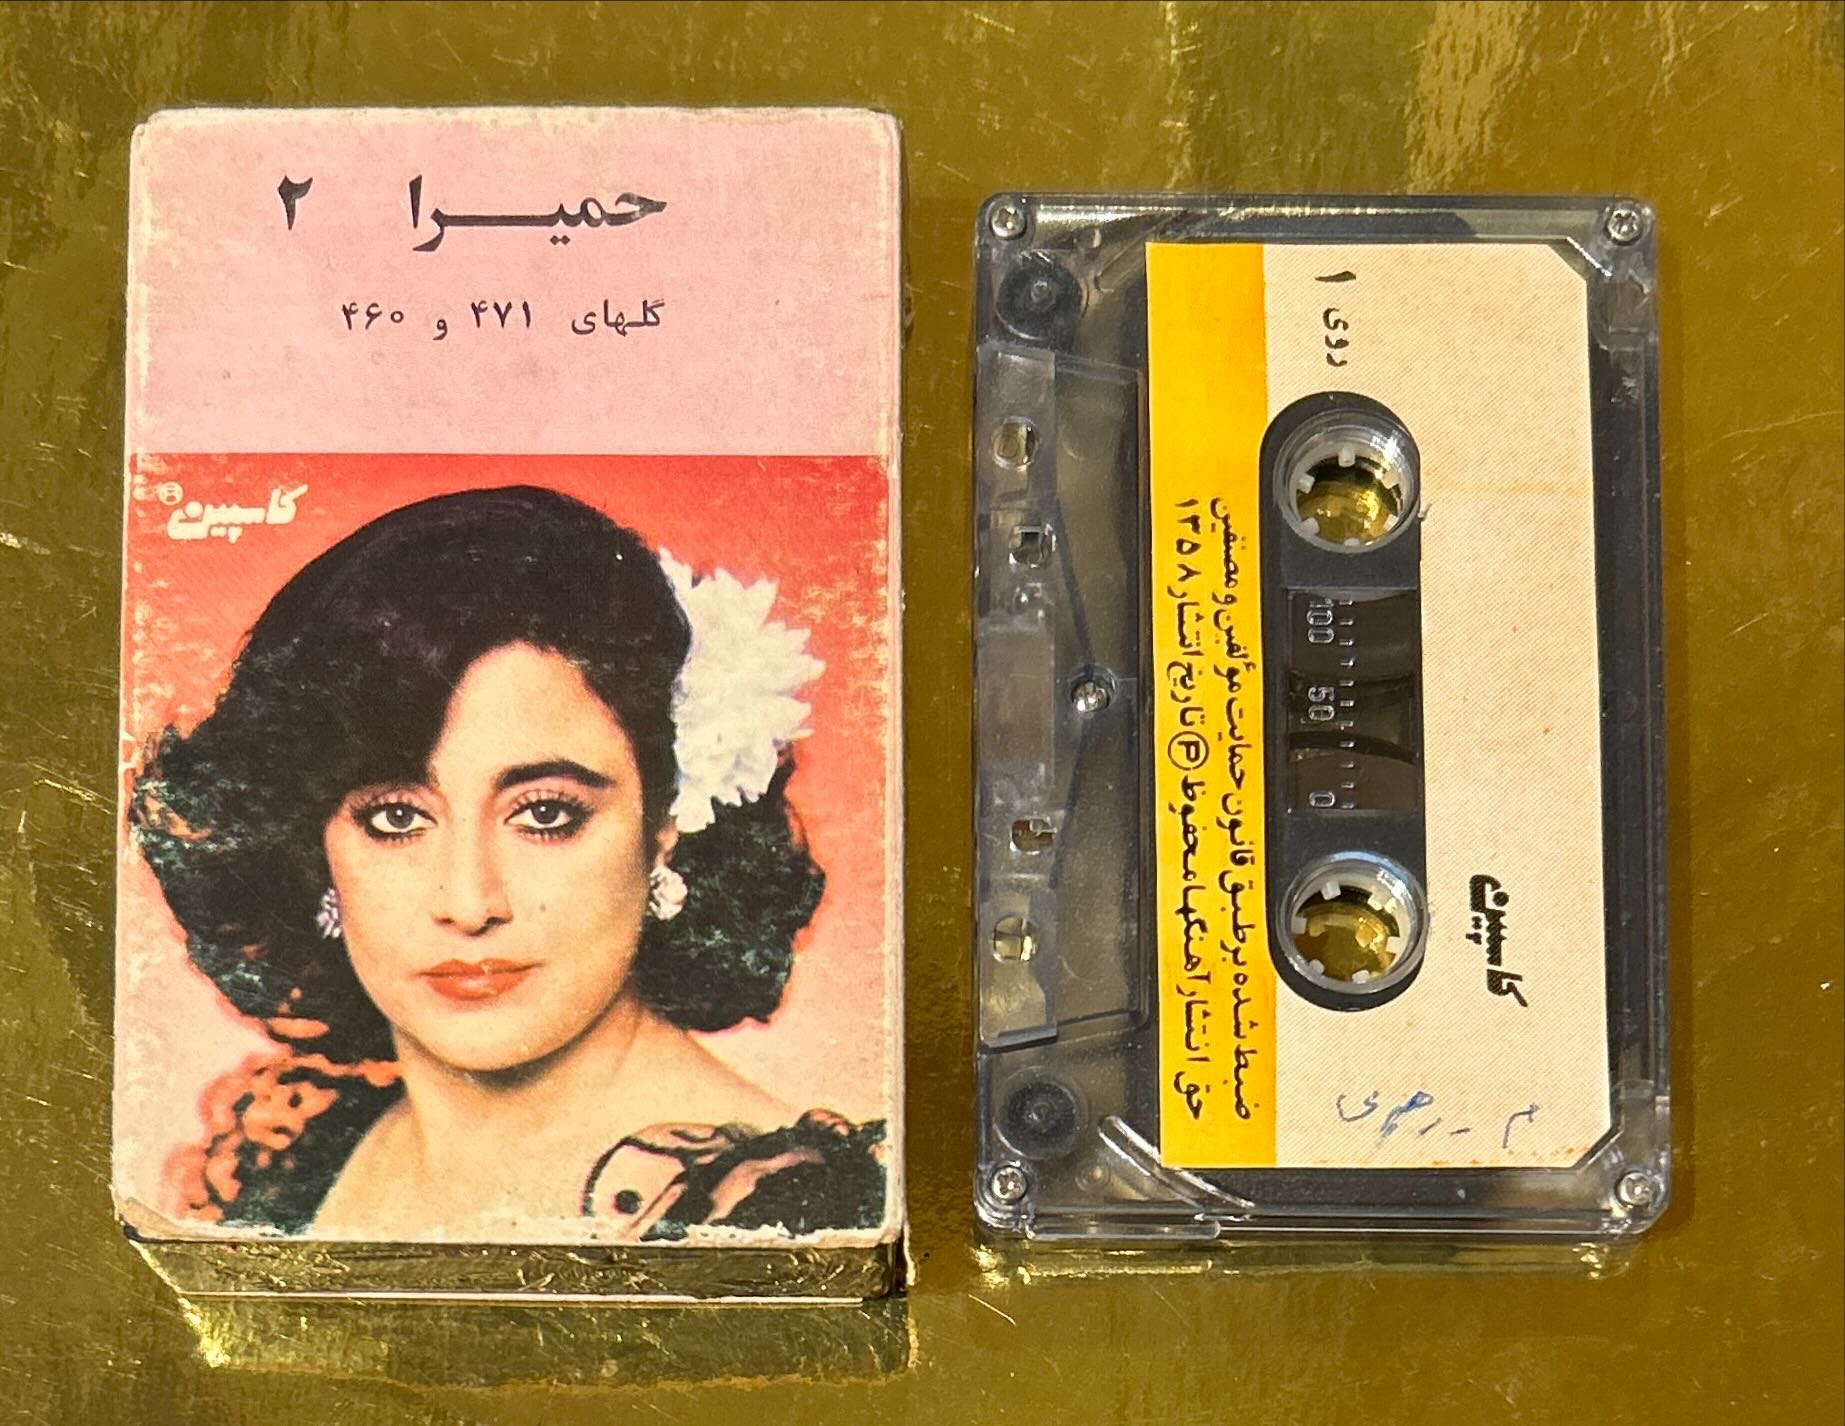 حمیرا ۲
گلهای ۴۷۱ و ۴۶۰
کاسپین ®
روی ۱
100 50 0
ضبط شده بر طبق قانون حمایت مؤلفین و مصنفین
حق انتشار آهنگها محفوظ Ⓟ تاریخ انتشار ۱۳۵۸
کاسپین